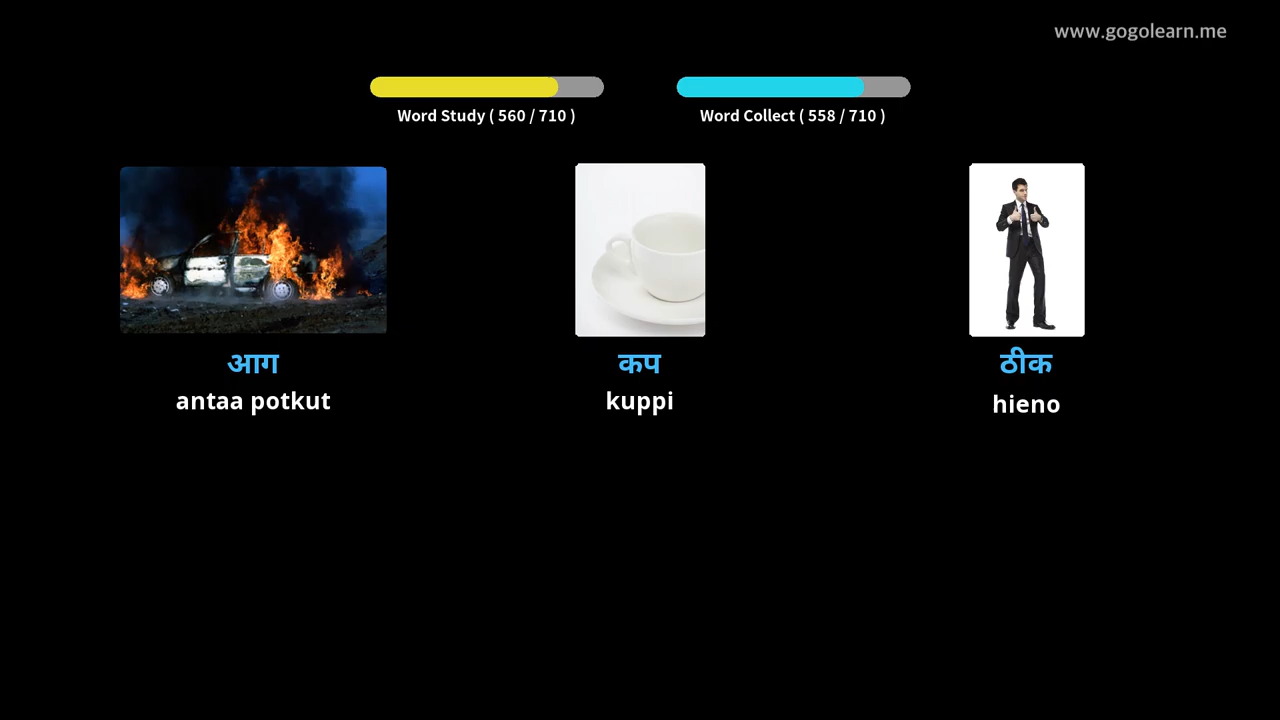 www.gogolearn.me
Word Study ( 560 / 710 )
Word Collect ( 558 / 710 )
आग
कप
ठीक
antaa potkut
kuppi
hieno